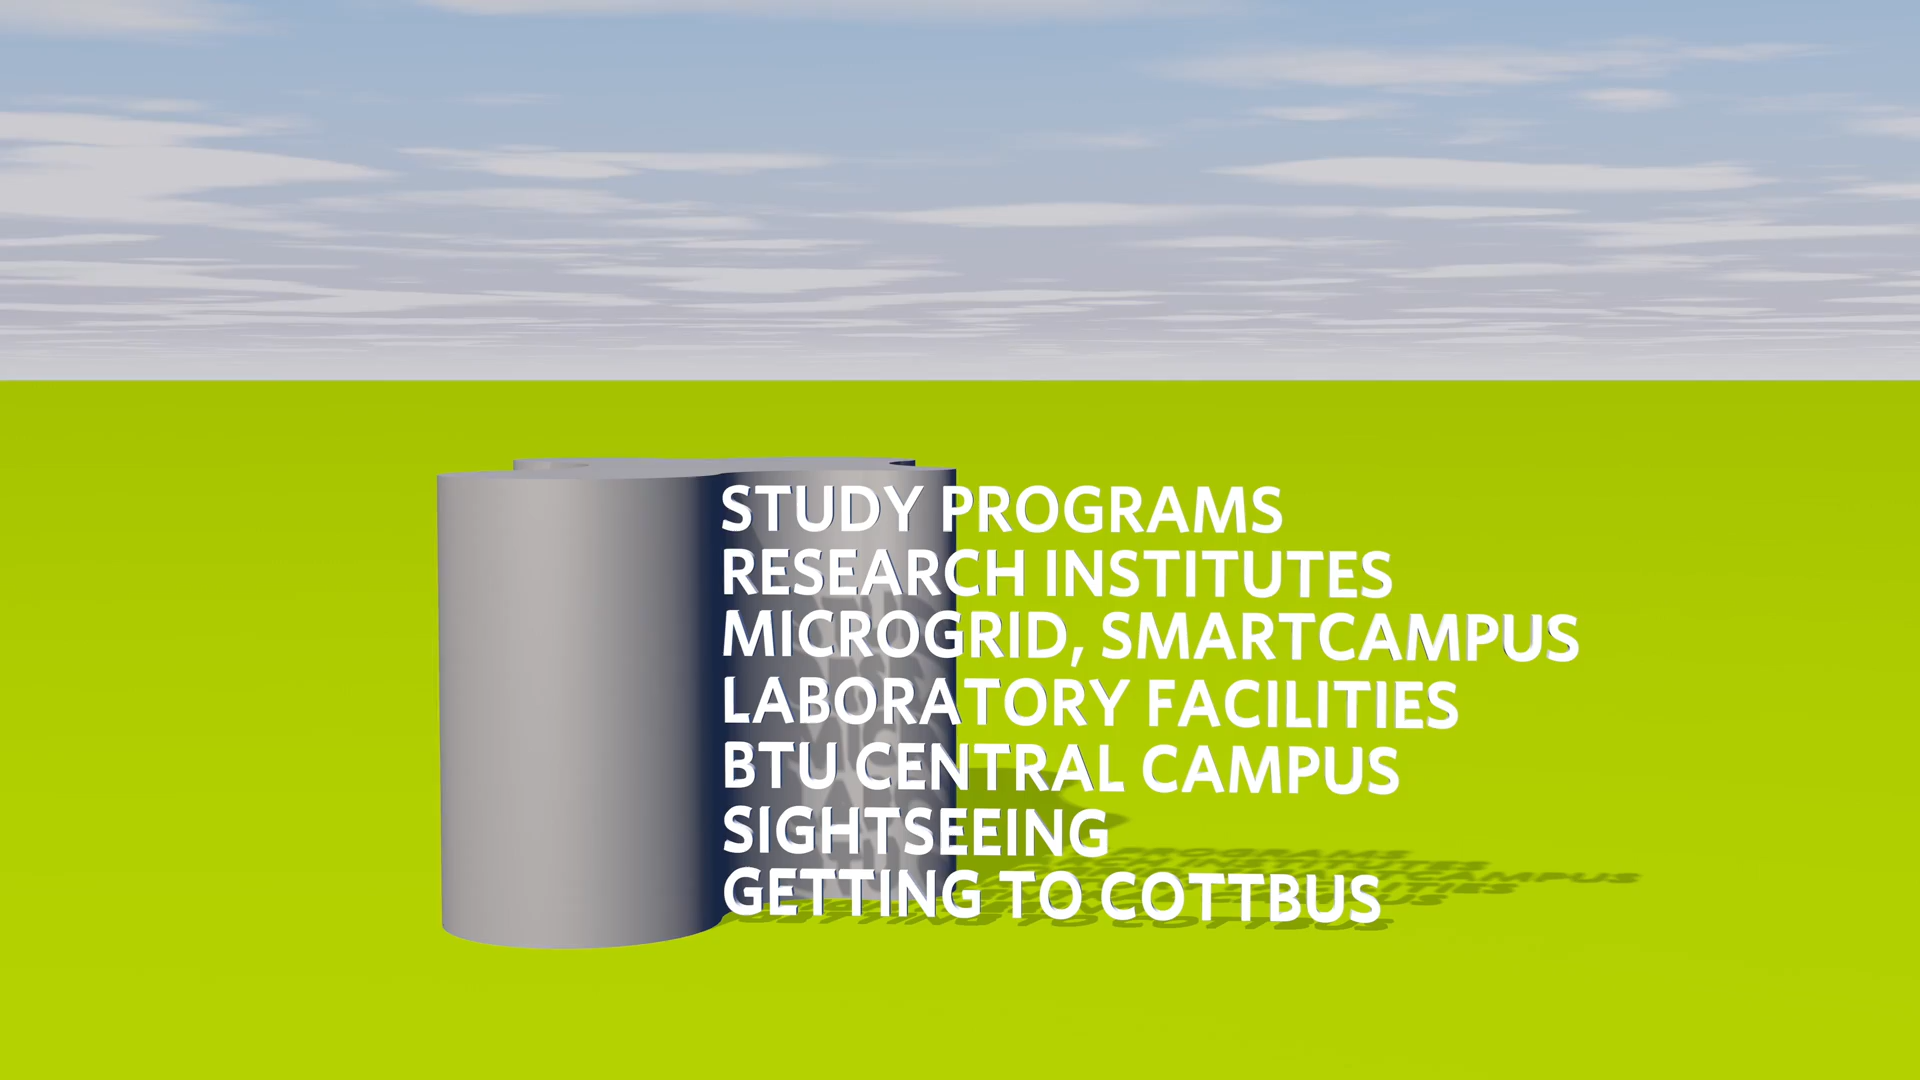 STUDY PROGRAMS
RESEARCH INSTITUTES
MICROGRID, SMARTCAMPUS
LABORATORY FACILITIES
BTU CENTRAL CAMPUS
SIGHTSEEING
GETTING TO COTTBUS